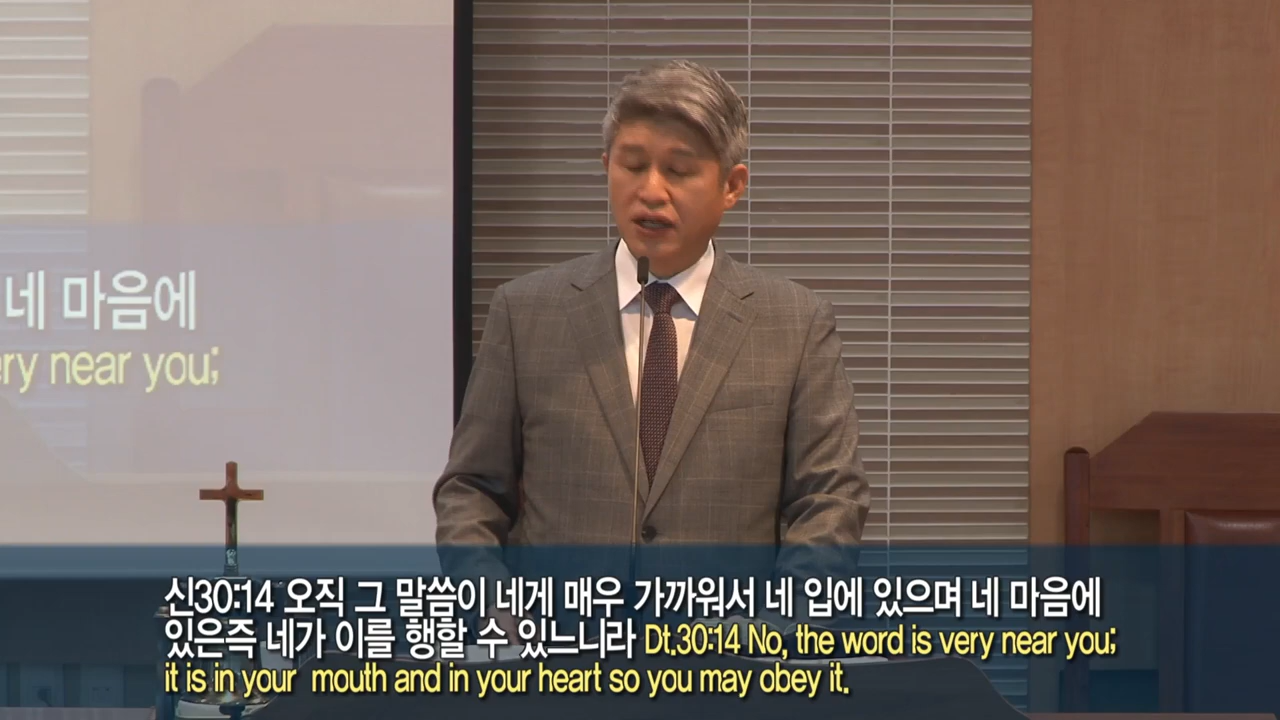 네 마음에
ery near you;
신30:14 오직 그 말씀이 네게 매우 가까워서 네 입에 있으며 네 마음에
있은즉 네가 이를 행할 수 있느니라 Dt.30:14 No, the word is very near you;
it is in your  mouth and in your heart so you may obey it.